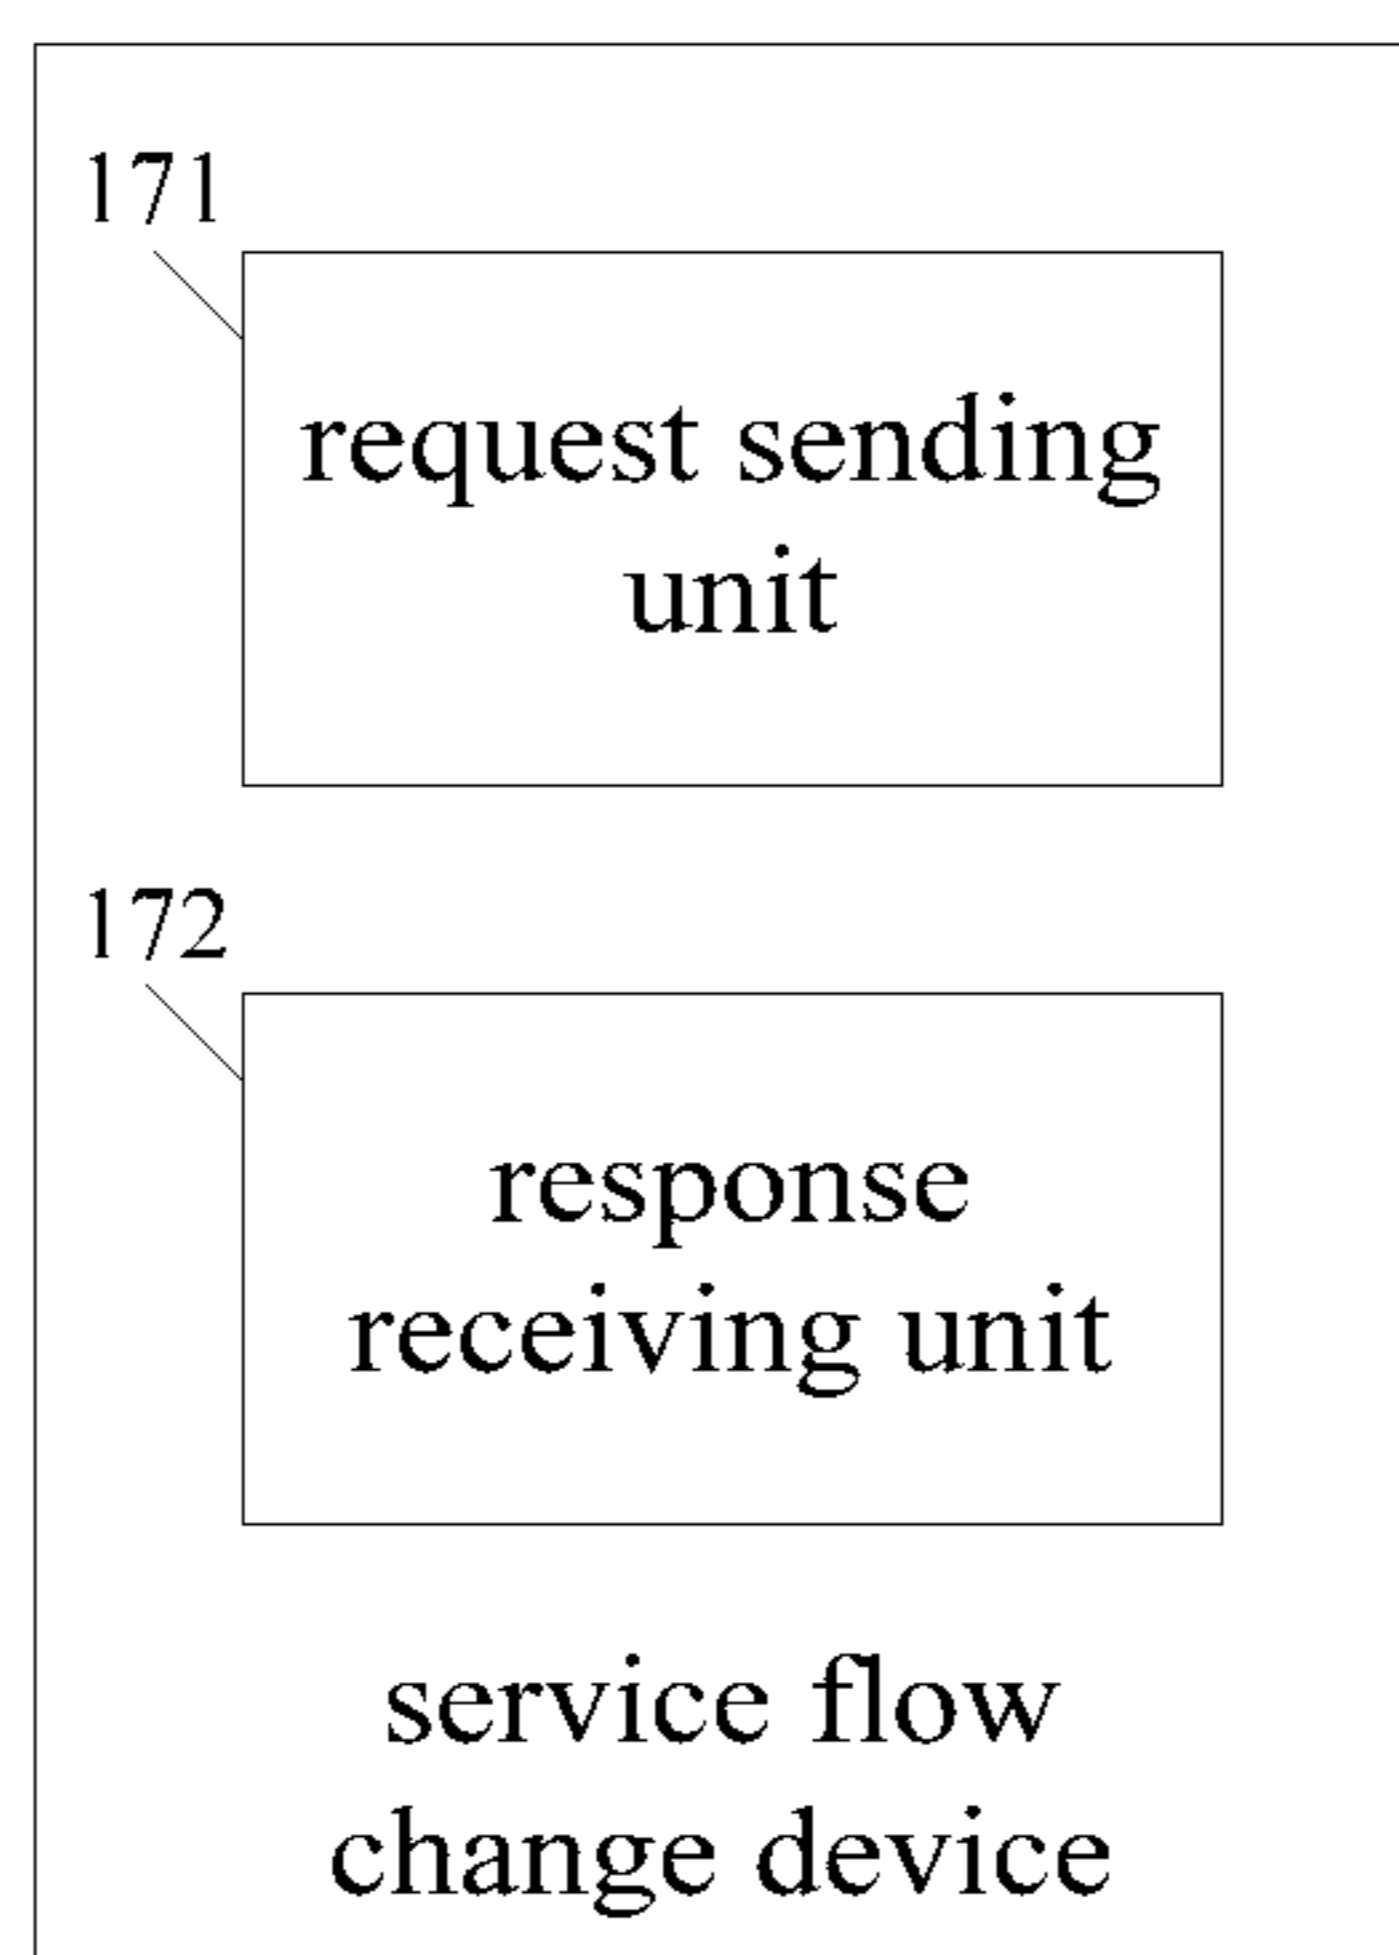 171
request sending
unit
172
response
receiving unit
service flow
change device